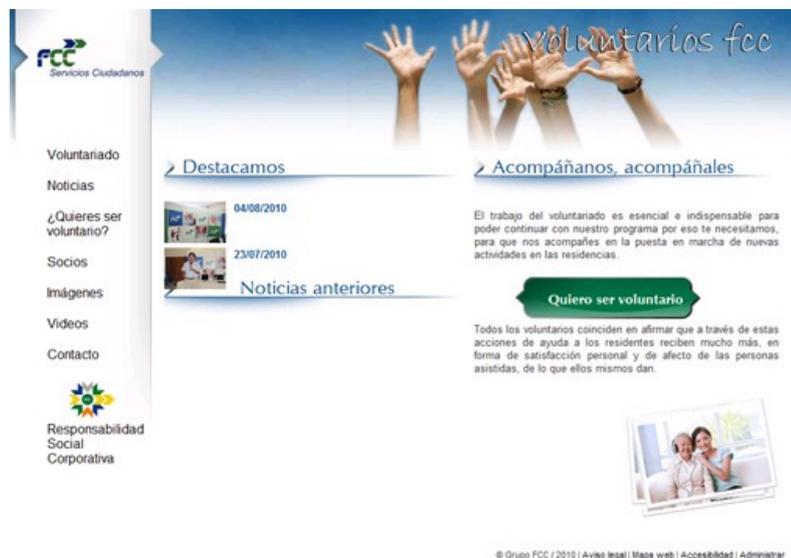 voluntarios fcc
FCC
Servicios Ciudadanos
Voluntariado
Noticias
¿Quieres ser
voluntario?
Socios
Imágenes
Videos
Contacto
Responsabilidad
Social
Corporativa
Destacamos
04/08/2010
23/07/2010
Noticias anteriores
Acompáñanos, acompáñales
El trabajo del voluntariado es esencial e indispensable para
poder continuar con nuestro programa por eso te necesitamos,
para que nos acompañes en la puesta en marcha de nuevas
actividades en las residencias.
Quiero ser voluntario
Todos los voluntarios coinciden en afirmar que a través de estas
acciones de ayuda a los residentes reciben mucho más, en
forma de satisfacción personal y de afecto de las personas
asistidas, de lo que ellos mismos dan.
© Grupo FCC / 2010 | Aviso legal | Mapa web | Accesibilidad | Administrar